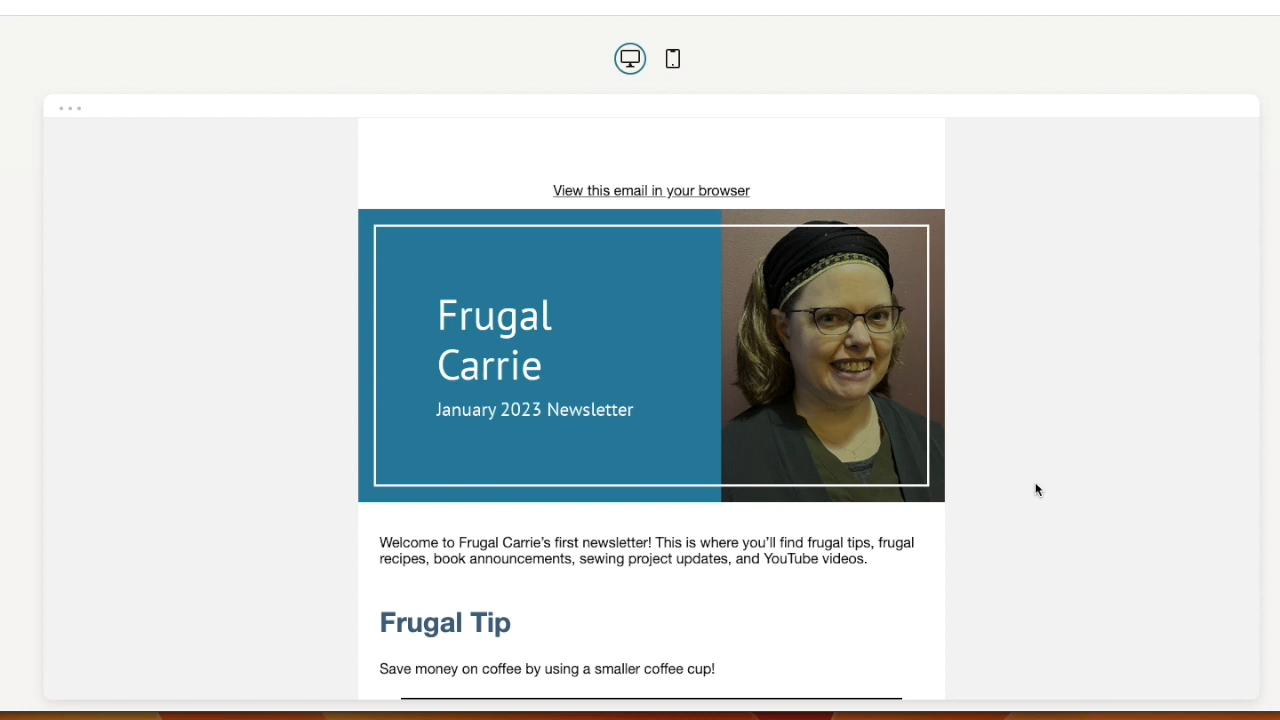 View this email in your browser
Frugal
Carrie
January 2023 Newsletter
Welcome to Frugal Carrie’s first newsletter! This is where you’ll find frugal tips, frugal
recipes, book announcements, sewing project updates, and YouTube videos.
Frugal Tip
Save money on coffee by using a smaller coffee cup!